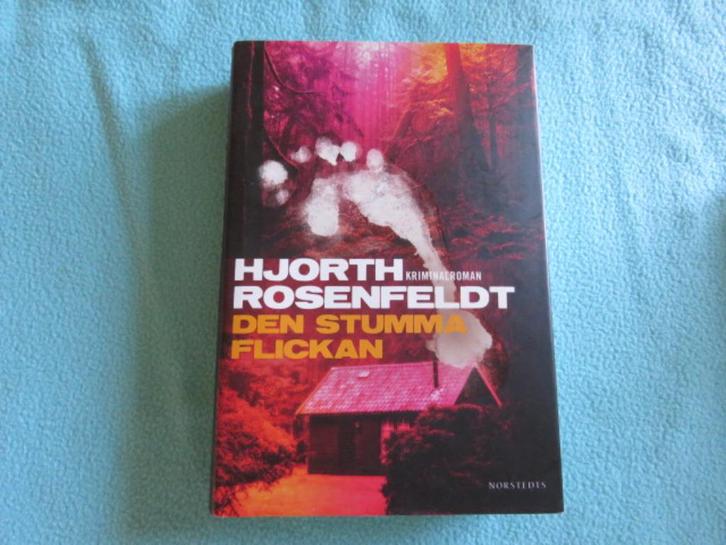 HJORTH
KRIMINALROMAN
ROSENFELDT
DEN STUMMA
FLICKAN
NORSTEDTS